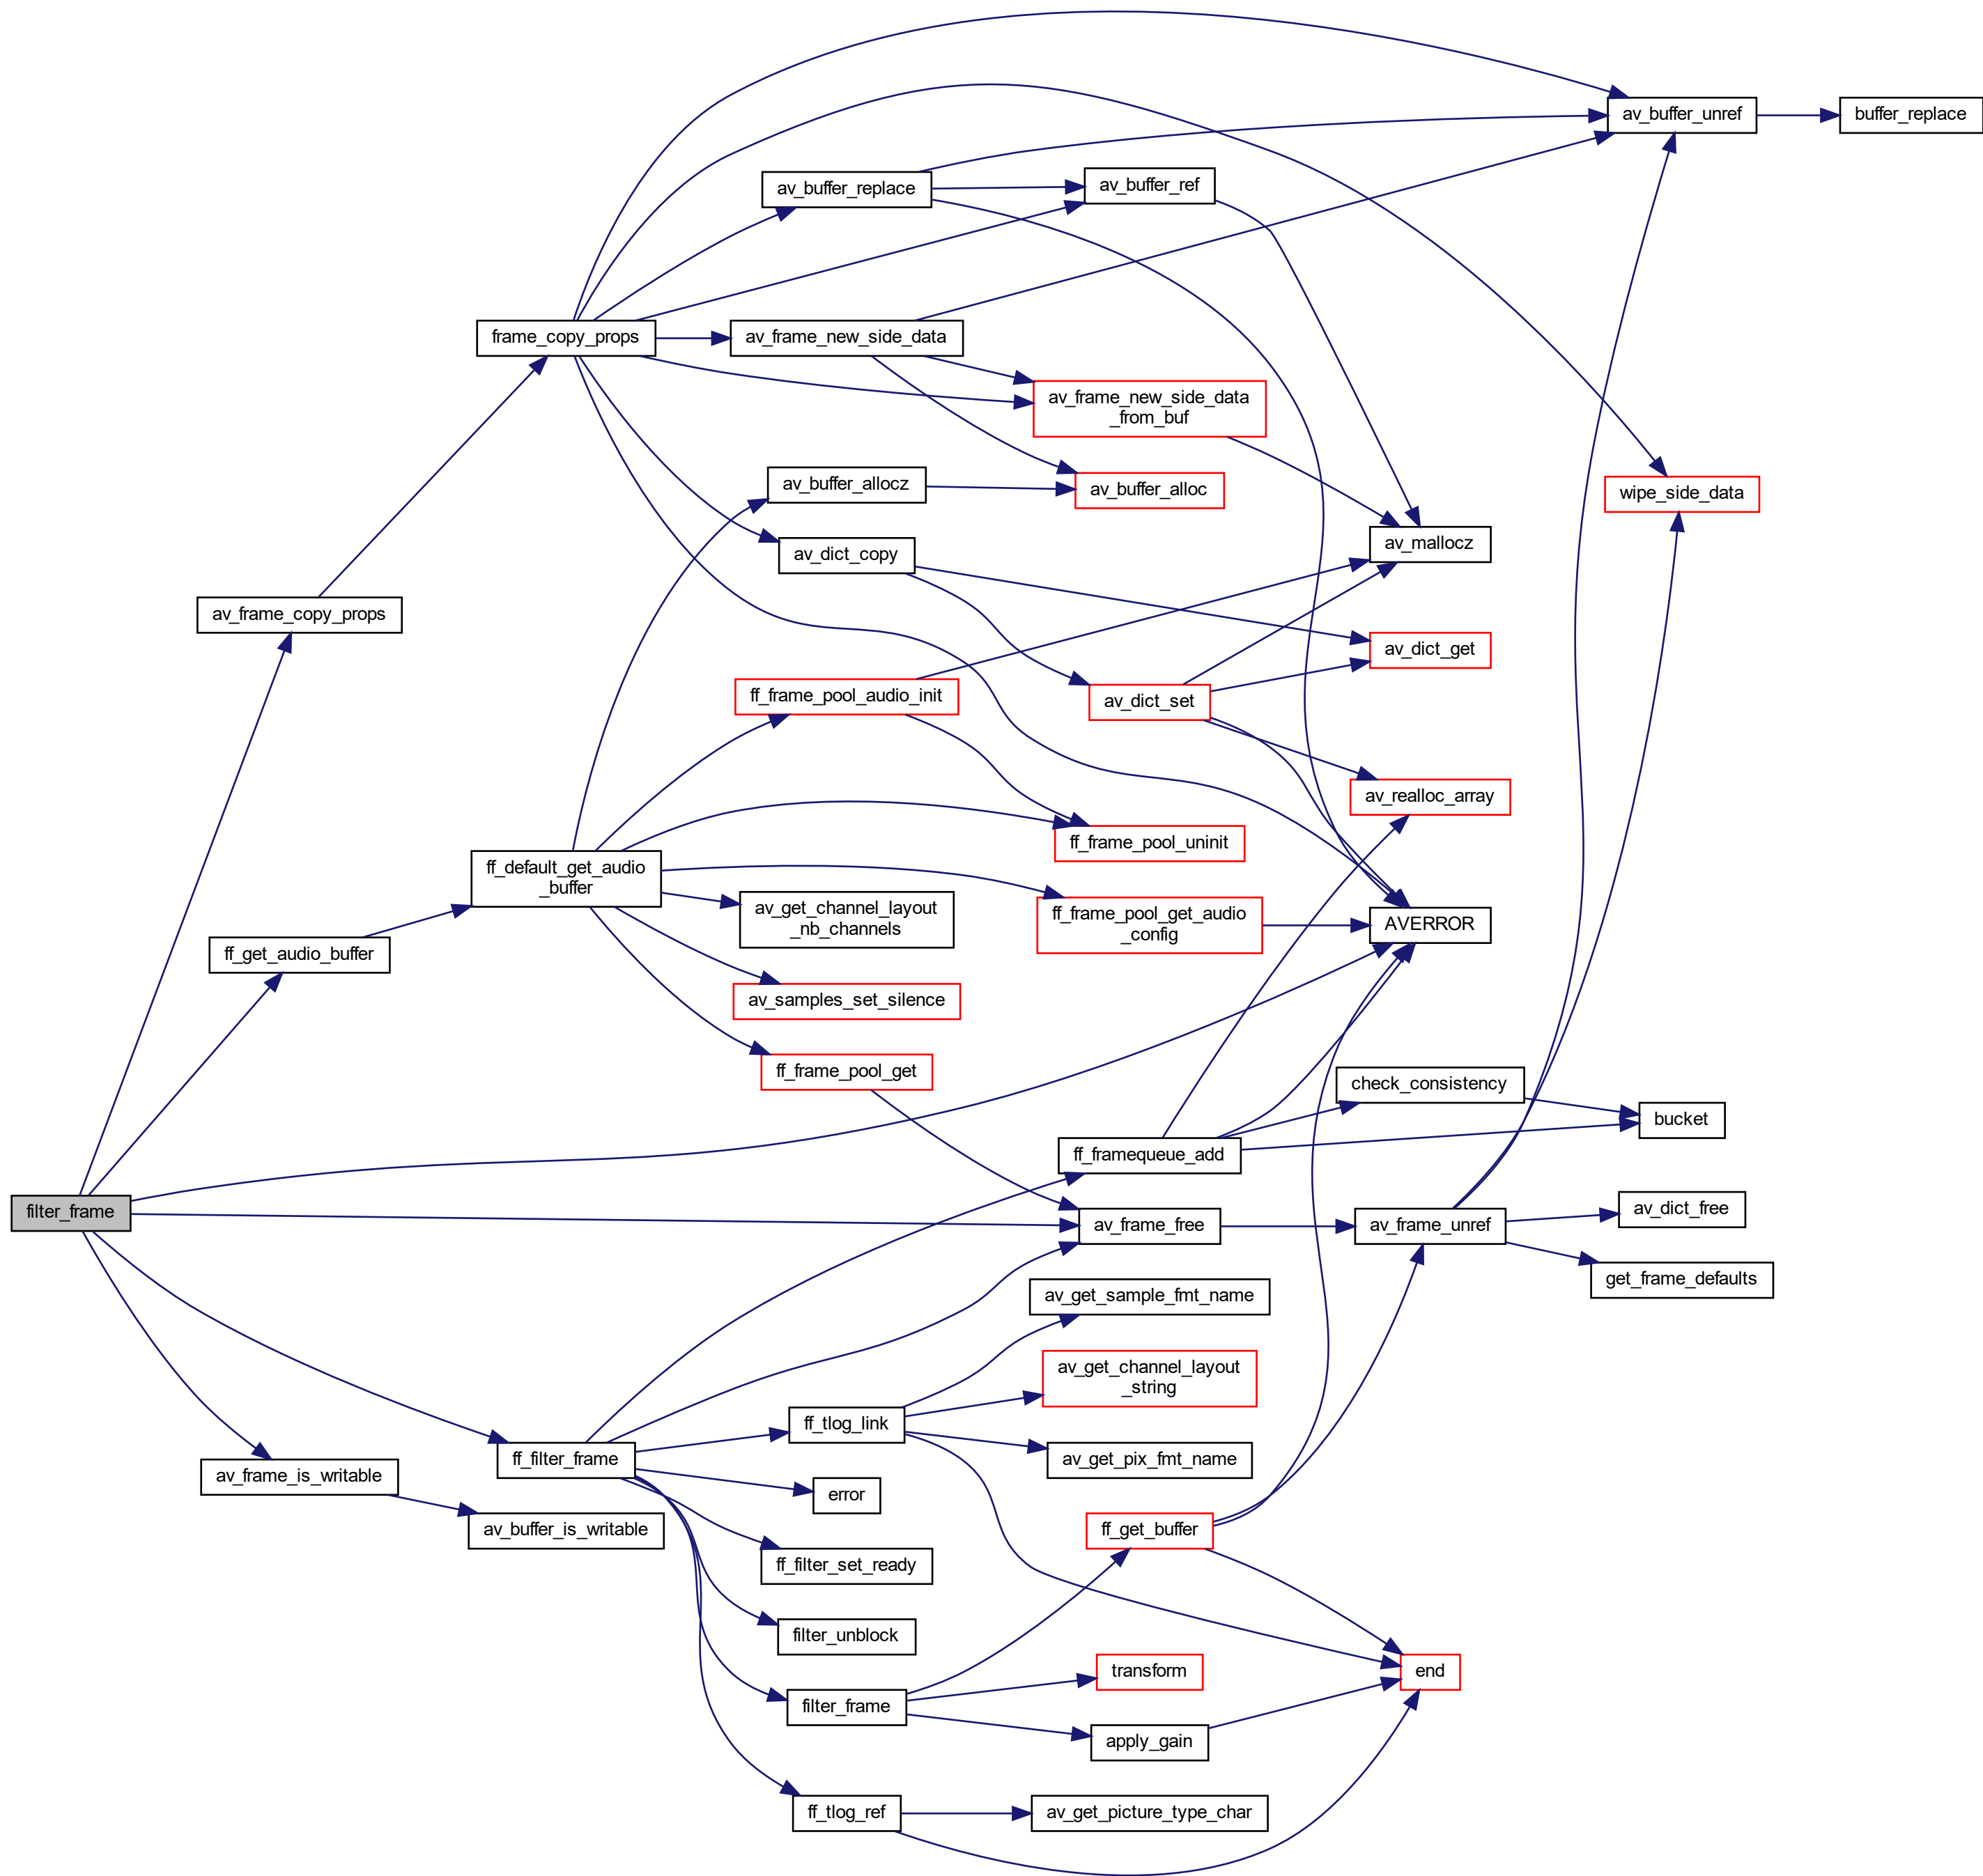 av_buffer_unref
buffer_replace
av_buffer_replace
av_buffer_ref
frame_copy_props
av_frame_new_side_data
av_frame_new_side_data
_from_buf
av_buffer_allocz
av_buffer_alloc
wipe_side_data
av_dict_copy
av_mallocz
av_frame_copy_props
av_dict_get
ff_frame_pool_audio_init
av_dict_set
av_realloc_array
ff_frame_pool_uninit
ff_default_get_audio
_buffer
av_get_channel_layout
_nb_channels
ff_frame_pool_get_audio
_config
AVERROR
ff_get_audio_buffer
av_samples_set_silence
ff_frame_pool_get
check_consistency
bucket
ff_framequeue_add
filter_frame
av_frame_free
av_frame_unref
av_dict_free
get_frame_defaults
av_get_sample_fmt_name
av_get_channel_layout
_string
ff_tlog_link
av_get_pix_fmt_name
ff_filter_frame
av_frame_is_writable
error
av_buffer_is_writable
ff_get_buffer
ff_filter_set_ready
filter_unblock
transform
end
filter_frame
apply_gain
ff_tlog_ref
av_get_picture_type_char